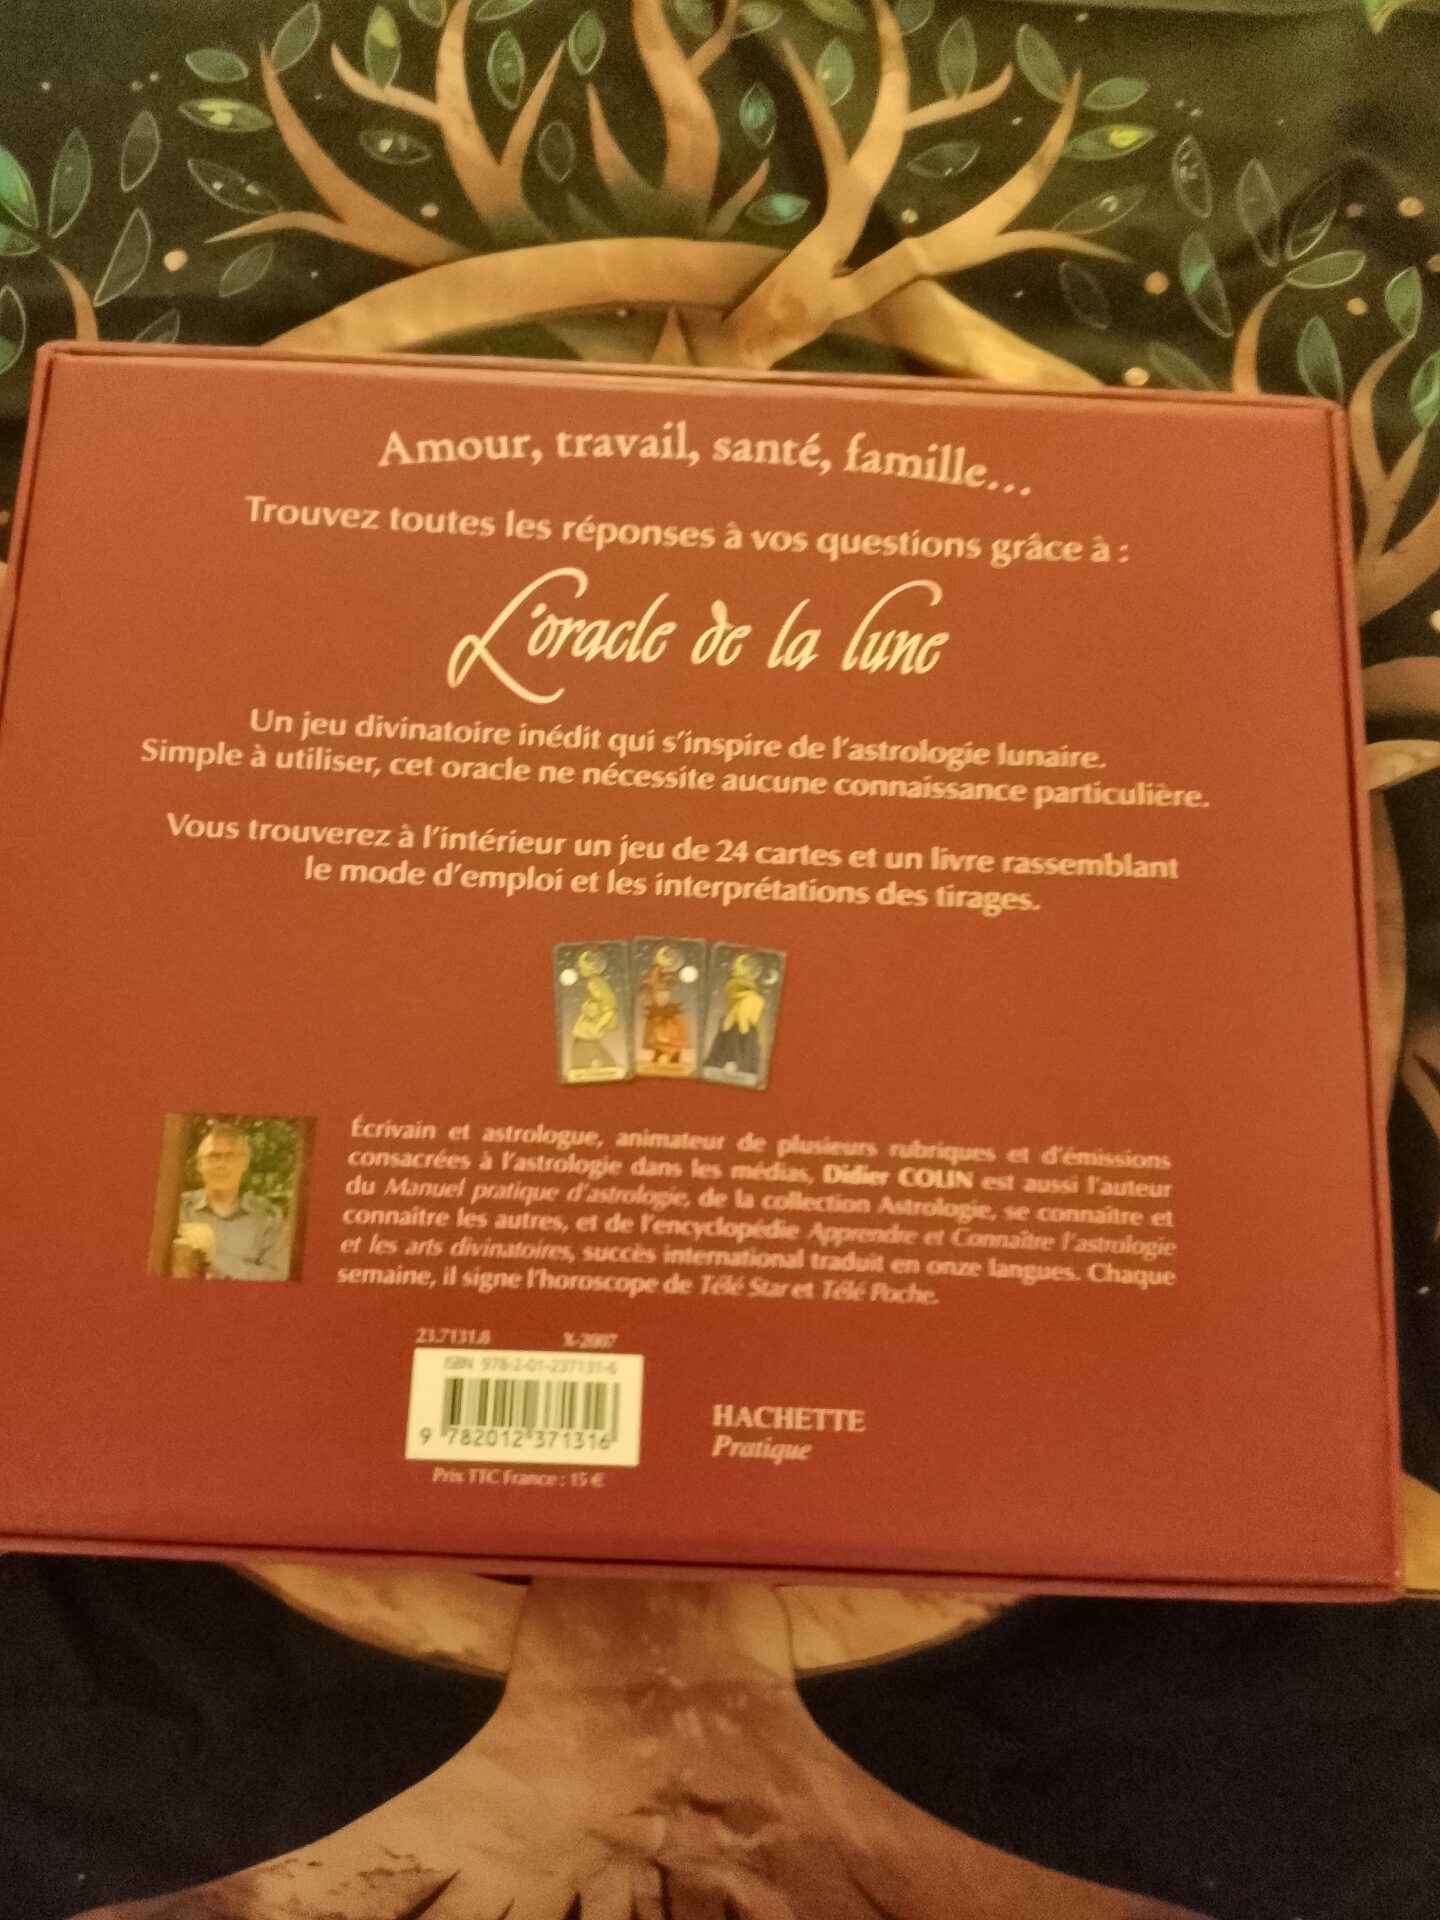 Amour, travail, santé, famille...
Trouvez toutes les réponses à vos questions grâce à :
L'oracle de la lune
Un jeu divinatoire inédit qui s'inspire de l'astrologie lunaire.
Simple à utiliser, cet oracle ne nécessite aucune connaissance particulière.
Vous trouverez à l'intérieur un jeu de 24 cartes et un livre rassemblant
le mode d'emploi et les interprétations des tirages.
Écrivain et astrologue, animateur de plusieurs rubriques et d'émissions
consacrées à l'astrologie dans les médias, Didier COLIN est aussi l'auteur
du Manuel pratique d'astrologie, de la collection Astrologie, se connaître et
connaître les autres, et de l'encyclopédie Apprendre et Connaître l'astrologie
et les arts divinatoires, succès international traduit en onze langues. Chaque
semaine, il signe l'horoscope de Télé Star et Télé Poche.
23.7131.8 X-2007
ISBN 978-2-01-237131-6
9 782012 371316
Prix TTC France : 15 €
HACHETTE
Pratique